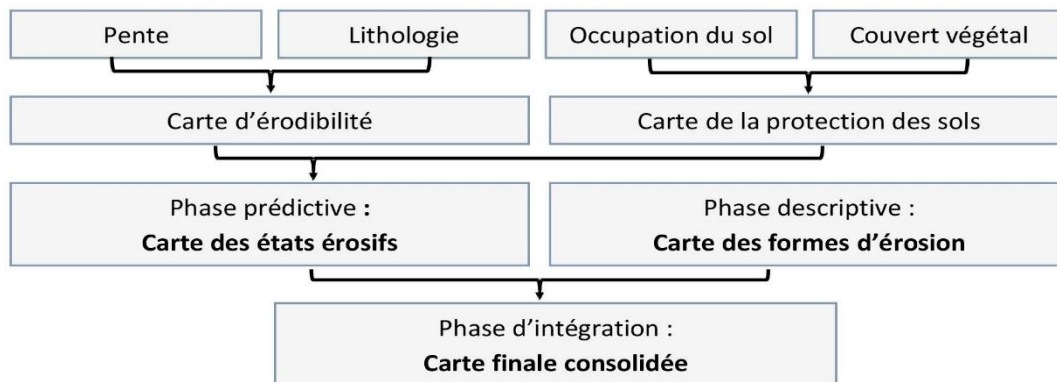 Pente
Lithologie
Occupation du sol
Couvert végétal
Carte d’érodibilité
Carte de la protection des sols
Phase prédictive :
Carte des états érosifs
Phase descriptive :
Carte des formes d’érosion
Phase d’intégration :
Carte finale consolidée